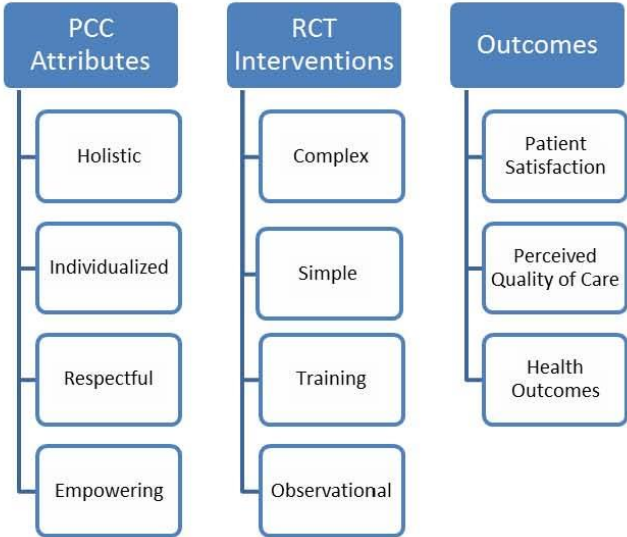 PCC
Attributes
Holistic
Individualized
Respectful
Empowering
RCT
Interventions
Complex
Simple
Training
Observational
Outcomes
Patient
Satisfaction
Perceived
Quality of Care
Health
Outcomes